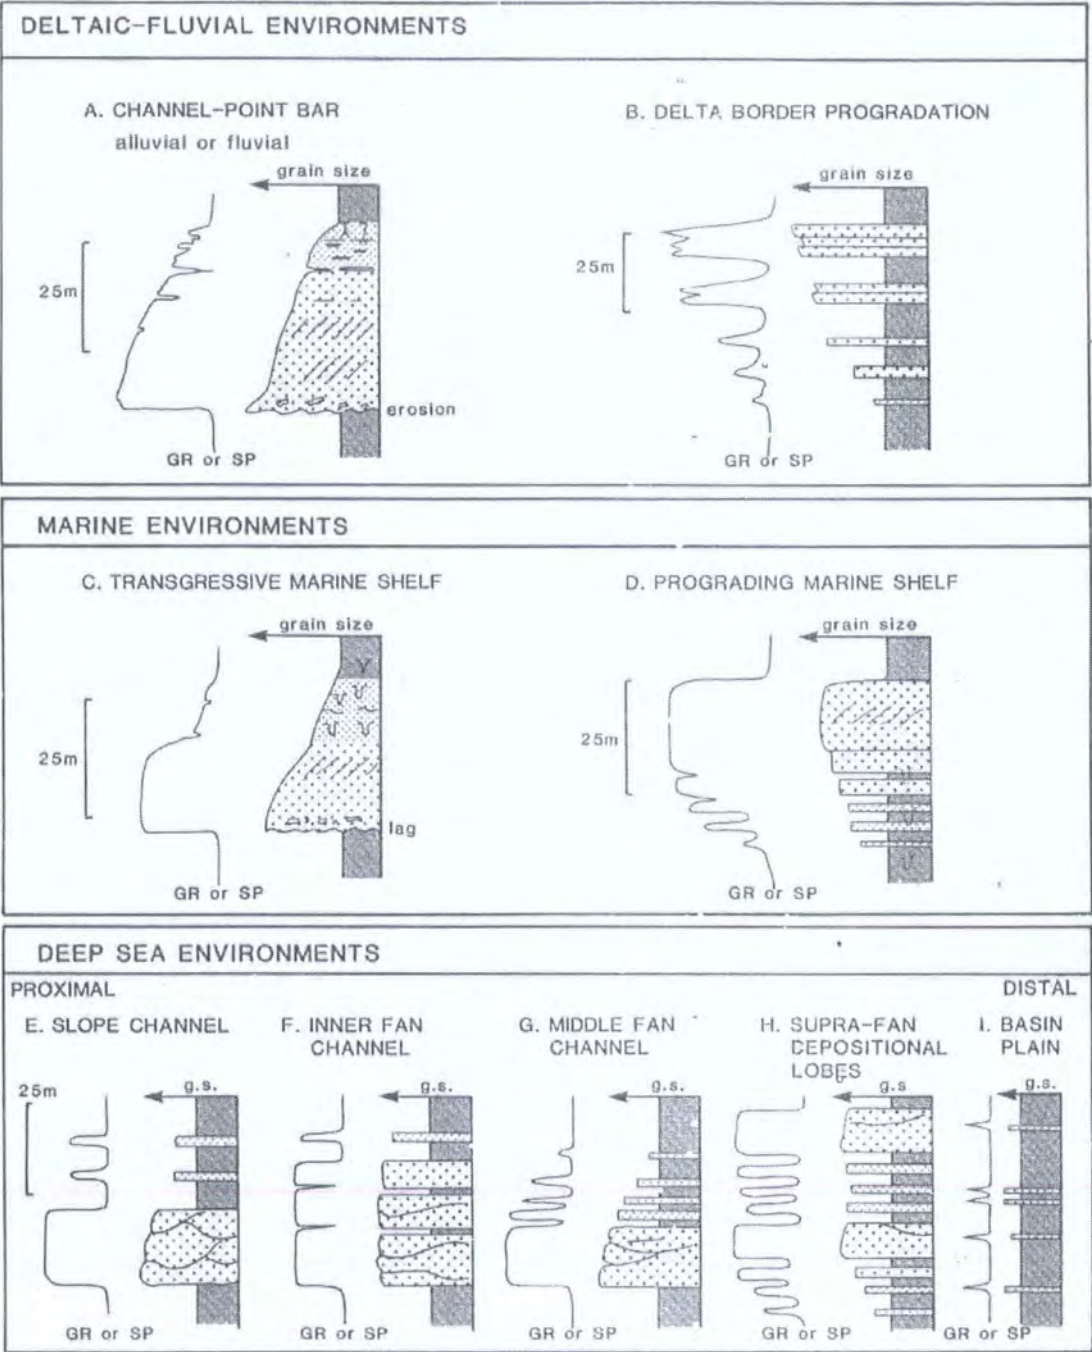 DELTAIC-FLUVIAL ENVIRONMENTS
A. CHANNEL-POINT BAR
alluvial or fluvial
grain size
25m
erosion
GR or SP
B. DELTA BORDER PROGRADATION
grain size
25m
GR or SP
MARINE ENVIRONMENTS
C. TRANSGRESSIVE MARINE SHELF
grain size
25m
lag
GR or SP
D. PROGRADING MARINE SHELF
grain size
25m
GR or SP
DEEP SEA ENVIRONMENTS
PROXIMAL
DISTAL
E. SLOPE CHANNEL
25m
g.s.
GR or SP
F. INNER FAN
CHANNEL
g.s.
GR or SP
G. MIDDLE FAN
CHANNEL
g.s.
GR or SP
H. SUPRA-FAN
DEPOSITIONAL
LOBES
g.s
GR or SP
I. BASIN
PLAIN
g.s.
GR or SP